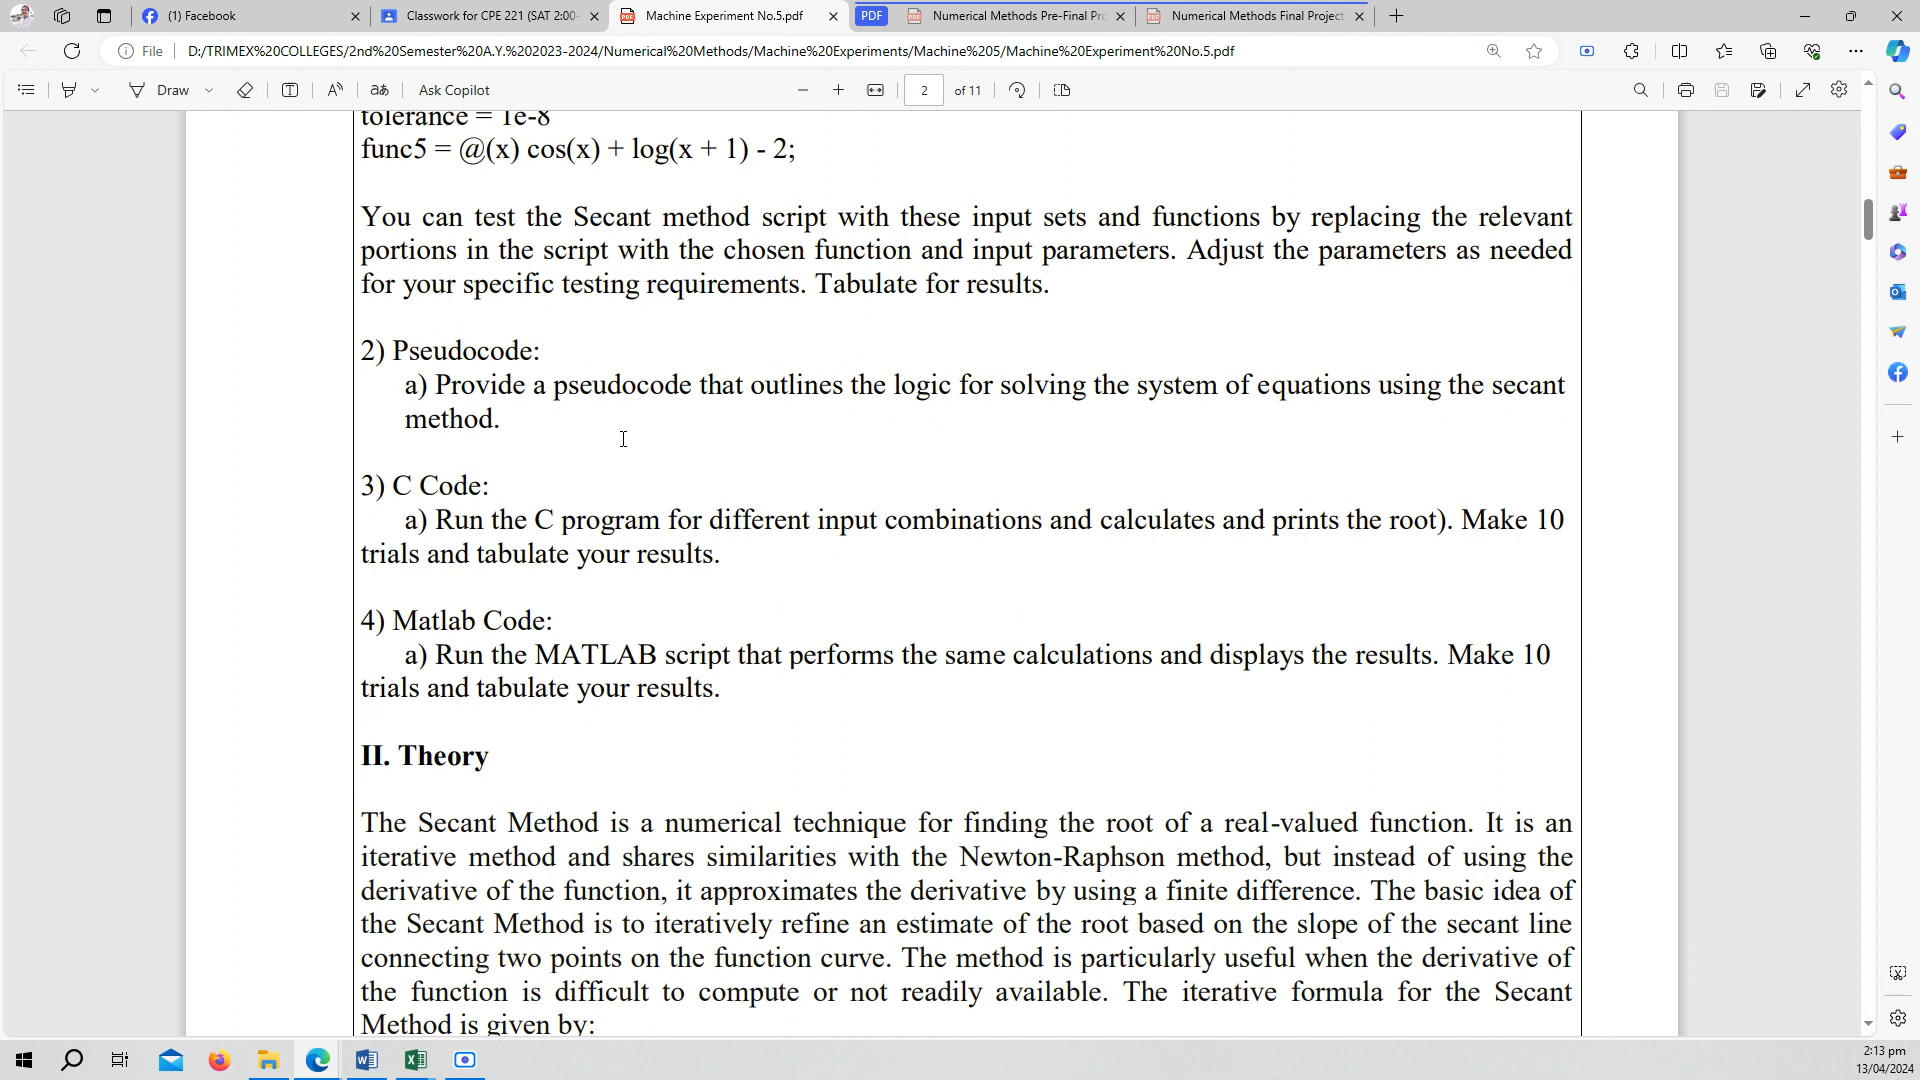 (1) Facebook
Classwork for CPE 221 (SAT 2:00-
Machine Experiment No.5.pdf
PDF
Numerical Methods Pre-Final Pr
Numerical Methods Final Project
File
D:/TRIMEX%20COLLEGES/2nd%20Semester%20A.Y.%202023-2024/Numerical%20Methods/Machine%20Experiments/Machine%205/Machine%20Experiment%20No.5.pdf
Draw
Ask Copilot
2 of 11
tolerance = 1e-8
func5 = @(x) cos(x) + log(x + 1) - 2;
You can test the Secant method script with these input sets and functions by replacing the relevant
portions in the script with the chosen function and input parameters. Adjust the parameters as needed
for your specific testing requirements. Tabulate for results.
2) Pseudocode:
a) Provide a pseudocode that outlines the logic for solving the system of equations using the secant
method.
3) C Code:
a) Run the C program for different input combinations and calculates and prints the root). Make 10
trials and tabulate your results.
4) Matlab Code:
a) Run the MATLAB script that performs the same calculations and displays the results. Make 10
trials and tabulate your results.
II. Theory
The Secant Method is a numerical technique for finding the root of a real-valued function. It is an
iterative method and shares similarities with the Newton-Raphson method, but instead of using the
derivative of the function, it approximates the derivative by using a finite difference. The basic idea of
the Secant Method is to iteratively refine an estimate of the root based on the slope of the secant line
connecting two points on the function curve. The method is particularly useful when the derivative of
the function is difficult to compute or not readily available. The iterative formula for the Secant
Method is given by:
2:13 pm
13/04/2024